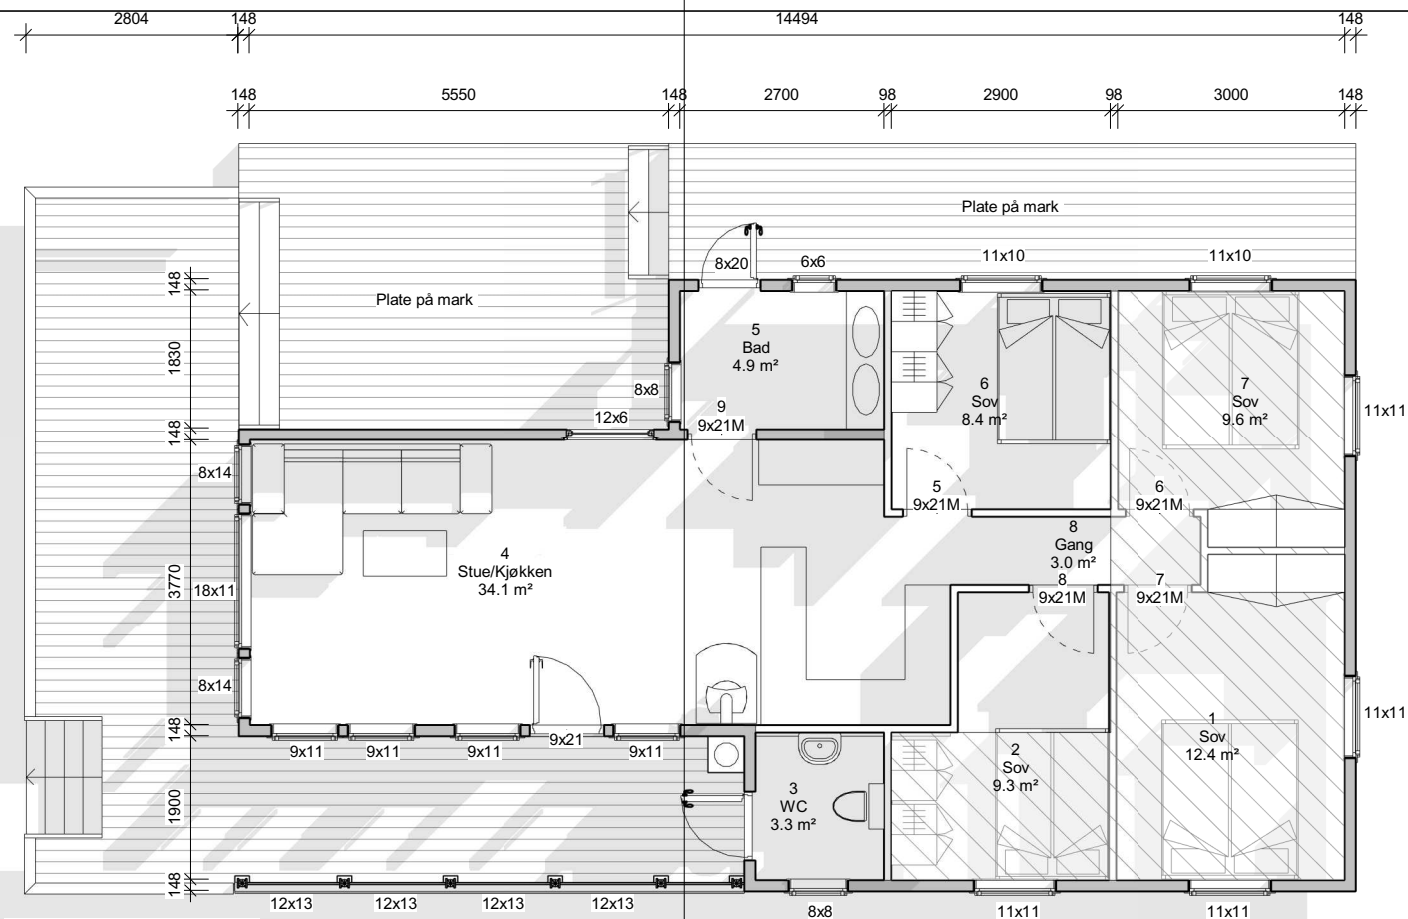 2804
148
14494
148
148
5550
148
2700
98
2900
98
3000
148
Plate på mark
8x20
6x6
11x10
11x10
148
Plate på mark
5
Bad
4.9 m²
1830
8x8
6
Sov
8.4 m²
7
Sov
9.6 m²
11x11
9
9x21M
12x6
148
8x14
5
9x21M
6
9x21M
8
Gang
3.0 m²
4
Stue/Kjøkken
34.1 m²
3770
18x11
8
9x21M
7
9x21M
8x14
11x11
148
9x11
9x11
9x11
9x21
9x11
1
Sov
12.4 m²
2
Sov
9.3 m²
3
WC
3.3 m²
1900
148
12x13
12x13
12x13
12x13
8x8
11x11
11x11